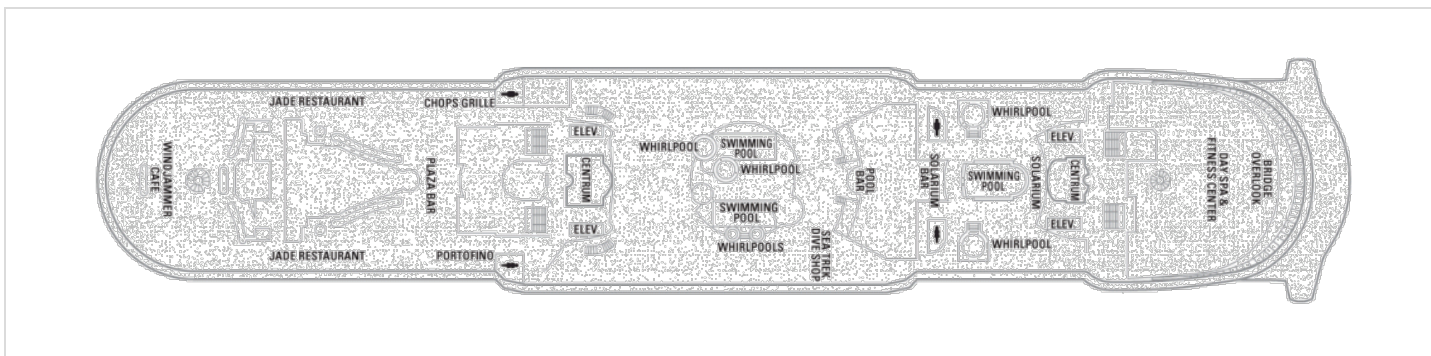 JADE RESTAURANT
CHOPS GRILLE
WINDJAMMER
CAFE
PLAZA BAR
JADE RESTAURANT
PORTOFINO
ELEV.
CENTRUM
ELEV.
WHIRLPOOL
SWIMMING
POOL
WHIRLPOOL
SWIMMING
POOL
WHIRLPOOLS
SEA TREK
DIVE SHOP
POOL
BAR
SOLARIUM
BAR
WHIRLPOOL
SWIMMING
POOL
WHIRLPOOL
SOLARIUM
ELEV.
CENTRUM
ELEV.
DAY SPA &
FITNESS CENTER
BRIDGE
OVERLOOK